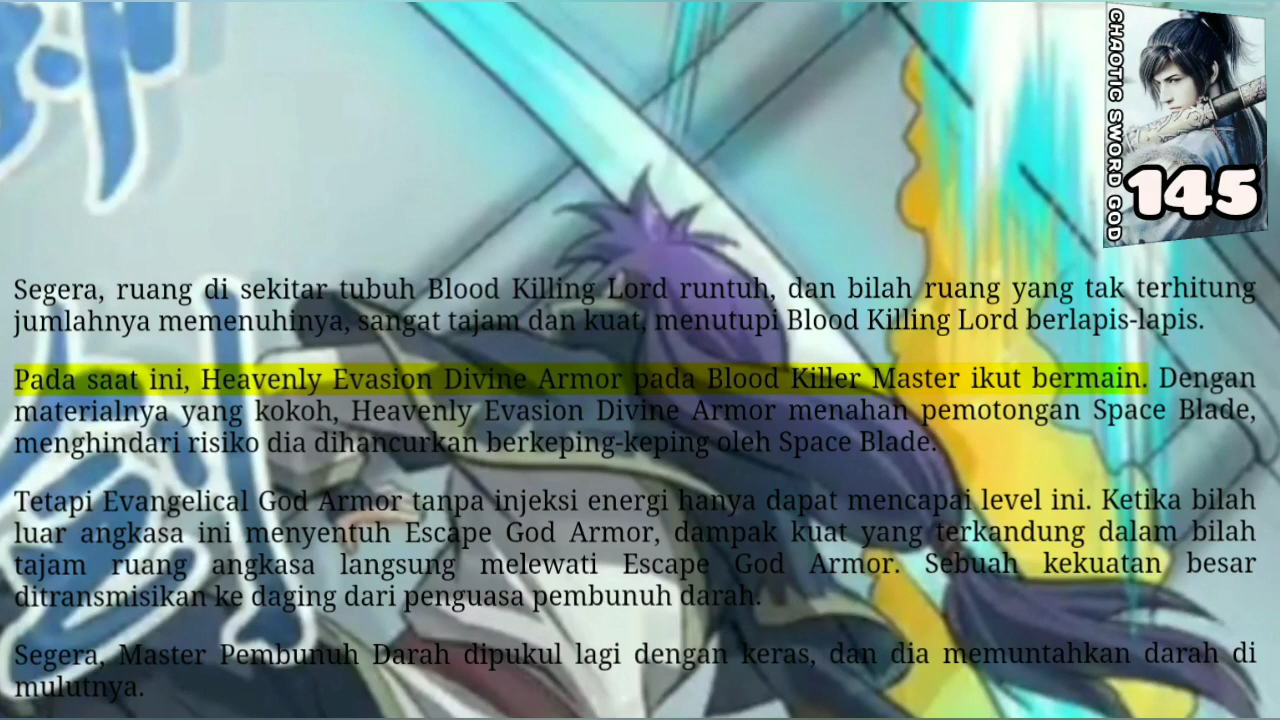 CHAOTIC SWORD GOD
145
Segera, ruang di sekitar tubuh Blood Killing Lord runtuh, dan bilah ruang yang tak terhitung
jumlahnya memenuhinya, sangat tajam dan kuat, menutupi Blood Killing Lord berlapis-lapis.
Pada saat ini, Heavenly Evasion Divine Armor pada Blood Killer Master ikut bermain. Dengan
materialnya yang kokoh, Heavenly Evasion Divine Armor menahan pemotongan Space Blade,
menghindari risiko dia dihancurkan berkeping-keping oleh Space Blade.
Tetapi Evangelical God Armor tanpa injeksi energi hanya dapat mencapai level ini. Ketika bilah
luar angkasa ini menyentuh Escape God Armor, dampak kuat yang terkandung dalam bilah
tajam ruang angkasa langsung melewati Escape God Armor. Sebuah kekuatan besar
ditransmisikan ke daging dari penguasa pembunuh darah.
Segera, Master Pembunuh Darah dipukul lagi dengan keras, dan dia memuntahkan darah di
mulutnya.